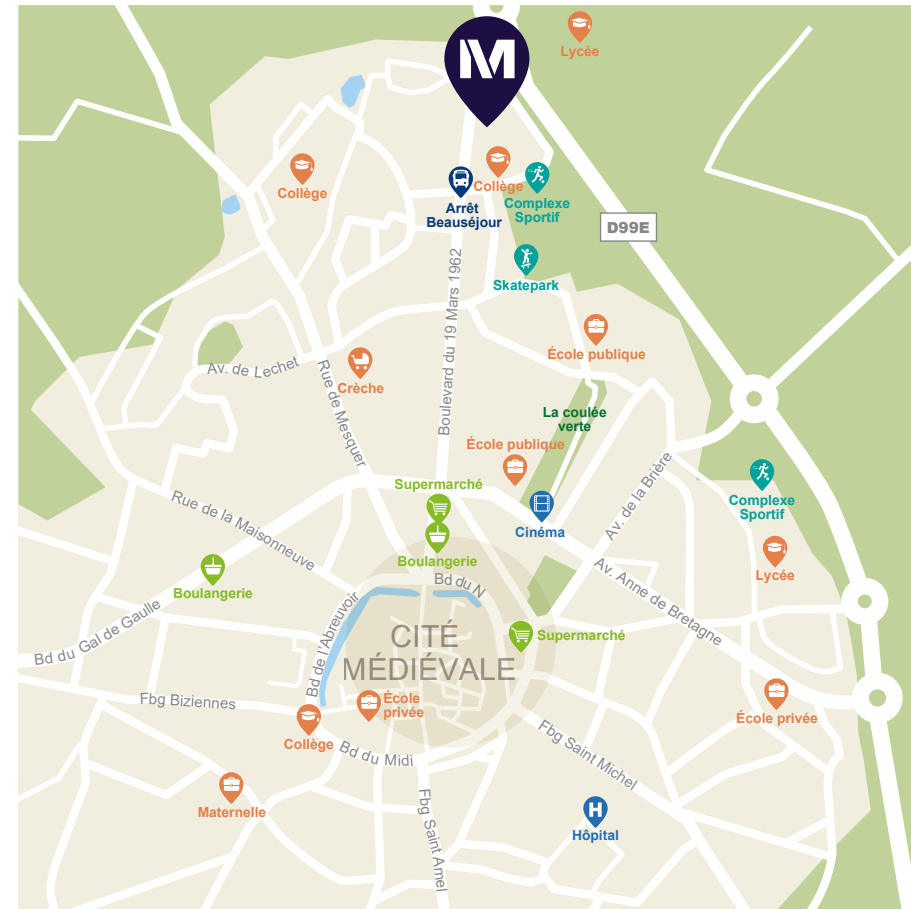 M
Lycée
Collège
Collège
Arrêt
Beauséjour
Complexe
Sportif
D99E
Skatepark
Boulevard du 19 Mars 1962
École publique
Av. de Lechet
Crèche
Rue de Mesquer
La coulée
verte
École publique
Supermarché
Av. de la Brière
Complexe
Sportif
Rue de la Maisonneuve
Cinéma
Boulangerie
Lycée
Boulangerie
Bd du N
Av. Anne de Bretagne
Bd du Gal de Gaulle
Bd de l'Abreuvoir
CITÉ
MÉDIÉVALE
Supermarché
Fbg Biziennes
École
privée
École privée
Collège
Bd du Midi
Fbg Saint Michel
Maternelle
Fbg Saint Amel
H
Hôpital